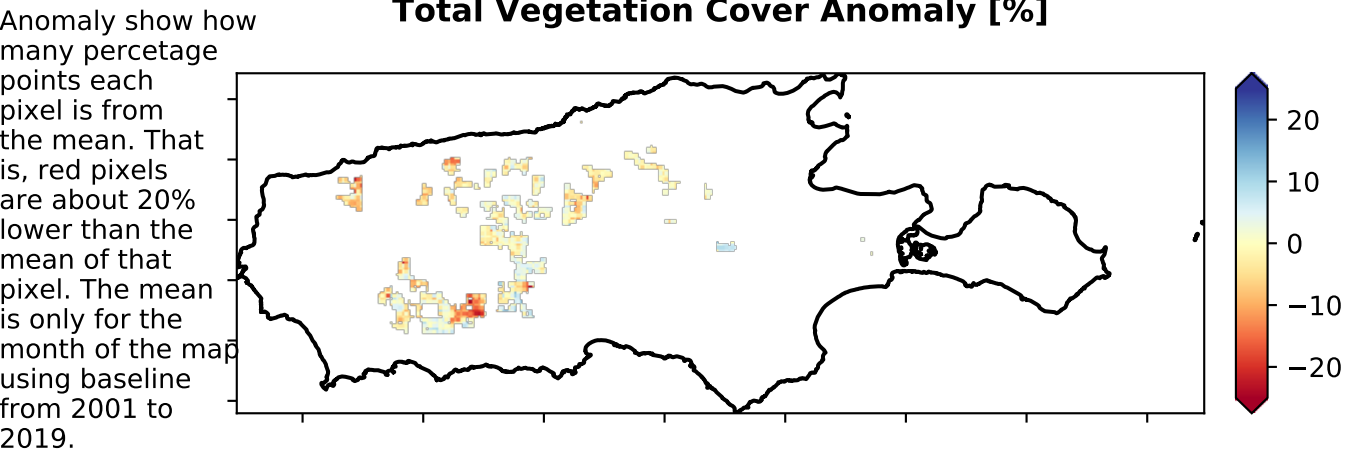 Total Vegetation Cover Anomaly [%]
Anomaly show how
many percetage
points each
pixel is from
the mean. That
is, red pixels
are about 20%
lower than the
mean of that
pixel. The mean
is only for the
month of the map
using baseline
from 2001 to
2019.
20
10
0
−10
−20